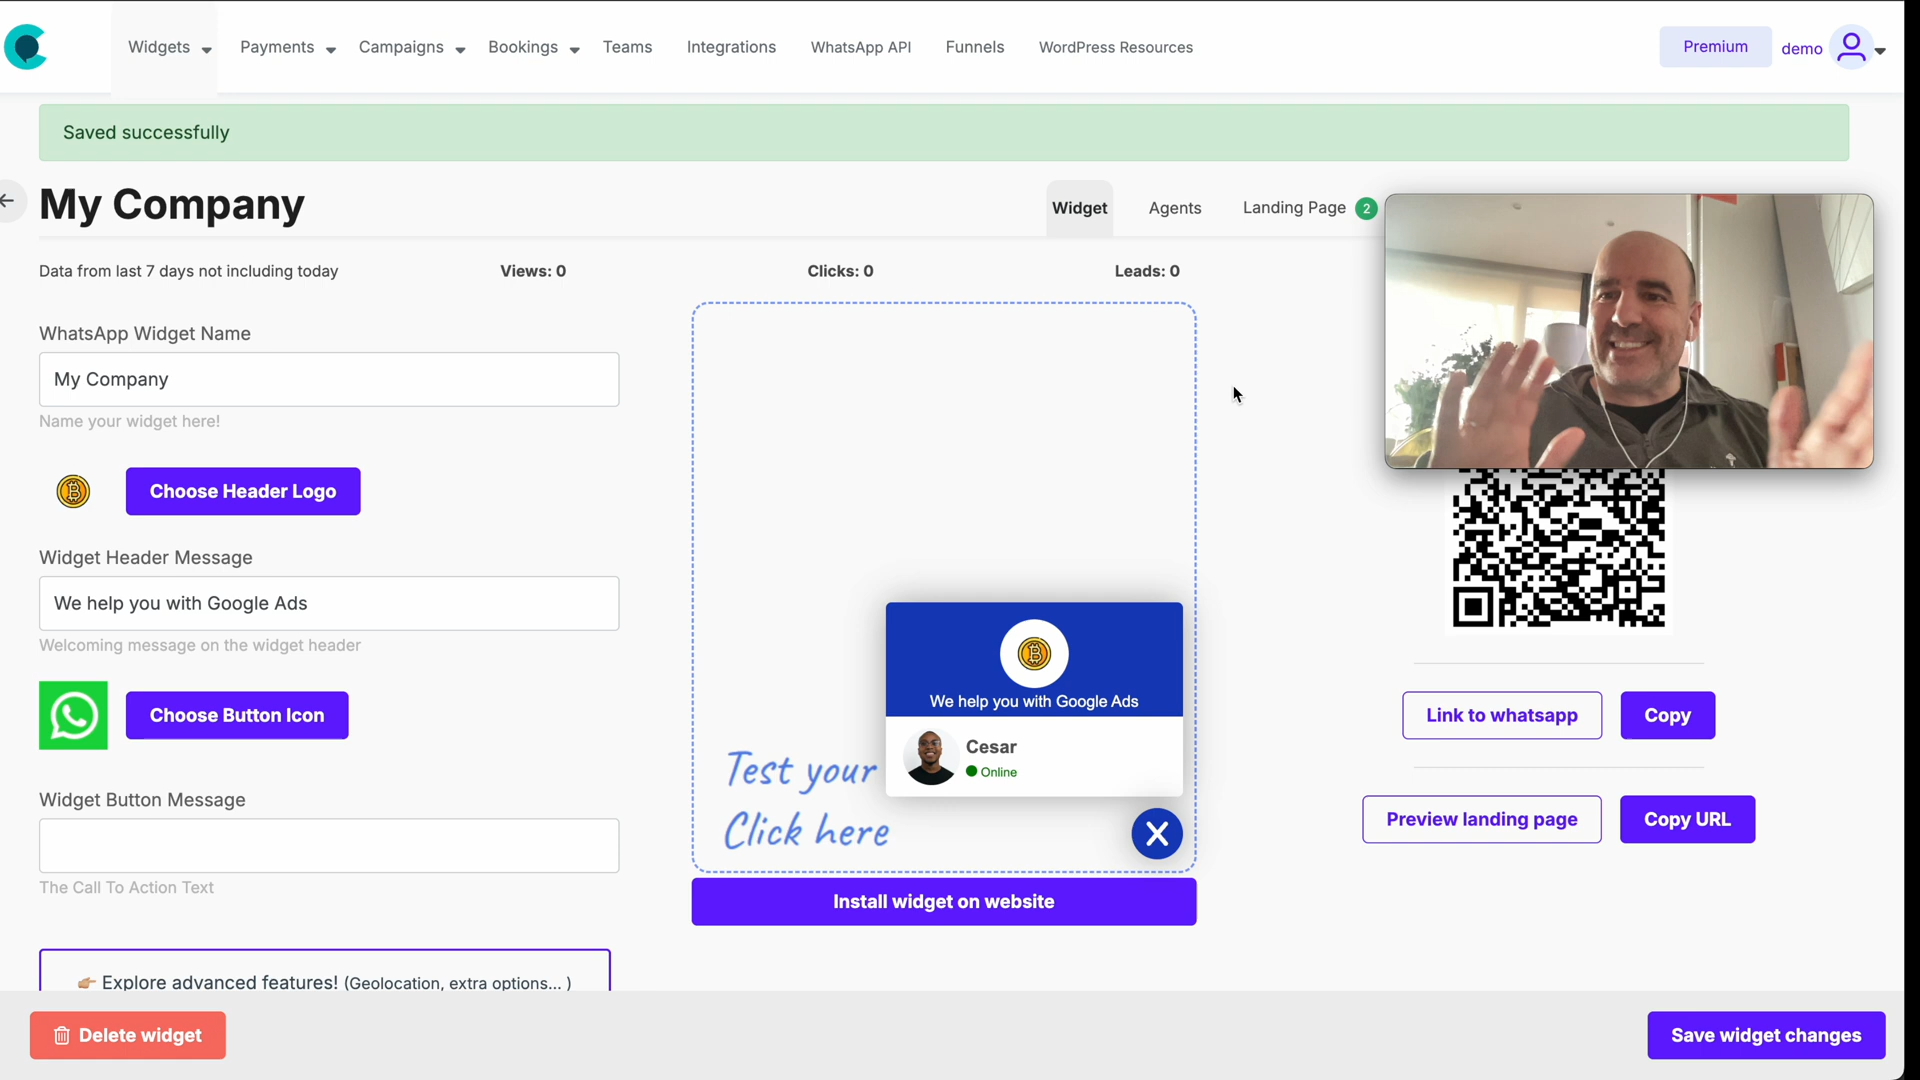 Widgets
Payments
Campaigns
Bookings
Teams
Integrations
WhatsApp API
Funnels
WordPress Resources
Premium
demo
Saved successfully
My Company
Widget
Agents
Landing Page 2
Data from last 7 days not including today
Views: 0
Clicks: 0
Leads: 0
WhatsApp Widget Name
My Company
Name your widget here!
Choose Header Logo
Widget Header Message
We help you with Google Ads
Welcoming message on the widget header
Choose Button Icon
Widget Button Message
The Call To Action Text
👉🏼 Explore advanced features! (Geolocation, extra options... )
We help you with Google Ads
Cesar
Online
Test your
Click here
Install widget on website
Link to whatsapp
Copy
Preview landing page
Copy URL
Delete widget
Save widget changes